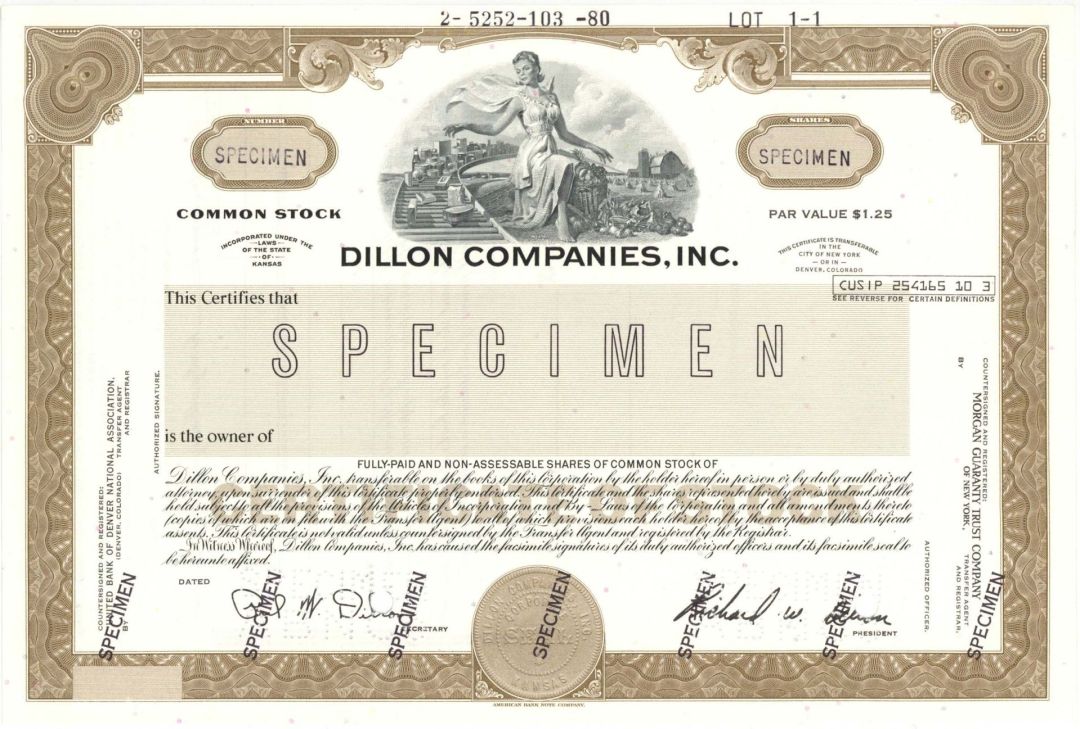 2- 5252-103 -80 LOT 1-1
NUMBER
SPECIMEN
SHARES
SPECIMEN
COMMON STOCK
PAR VALUE $1.25
INCORPORATED UNDER THE
LAWS
OF THE STATE
-OF-
KANSAS
DILLON COMPANIES, INC.
THIS CERTIFICATE IS TRANSFERABLE
IN THE
CITY OF NEW YORK
- OR IN -
DENVER, COLORADO
CUSIP 254165 10 3
SEE REVERSE FOR CERTAIN DEFINITIONS
This Certifies that
SPECIMEN
is the owner of
FULLY-PAID AND NON-ASSESSABLE SHARES OF COMMON STOCK OF
Dillon Companies, Inc., transferable on the books of this Corporation by the holder hereof in person or by duly authorized
attorney, upon surrender of this certificate properly endorsed. This certificate and the shares represented hereby are issued and shall be
held subject to all the provisions of the Articles of Incorporation and By-Laws of the Corporation and all amendments thereto
(copies of which are on file with the Transfer Agent) to all of which provisions each holder hereof by the acceptance of this certificate
assents. This certificate is not valid unless countersigned by the Transfer Agent and registered by the Registrar.
In Witness Whereof, Dillon Companies, Inc. has caused the facsimile signatures of its duly authorized officers and its facsimile seal to
be hereunto affixed.
DATED
SECRETARY
Richard W. Dillon
PRESIDENT
COUNTERSIGNED AND REGISTERED:
UNITED BANK OF DENVER NATIONAL ASSOCIATION,
(DENVER, COLORADO) TRANSFER AGENT
AND REGISTRAR
BY
AUTHORIZED SIGNATURE.
COUNTERSIGNED AND REGISTERED:
MORGAN GUARANTY TRUST COMPANY
OF NEW YORK,
TRANSFER AGENT
AND REGISTRAR,
BY
AUTHORIZED OFFICER.
SPECIMEN
SPECIMEN
SPECIMEN
SPECIMEN
SPECIMEN
SPECIMEN
SPECIMEN
KANSAS
AMERICAN BANK NOTE COMPANY.